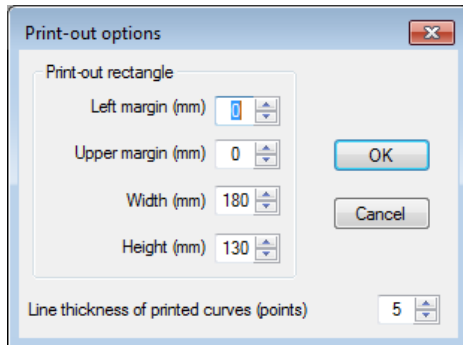 Print-out options
Print-out rectangle
Left margin (mm) 0
Upper margin (mm) 0
Width (mm) 180
Height (mm) 130
OK
Cancel
Line thickness of printed curves (points) 5